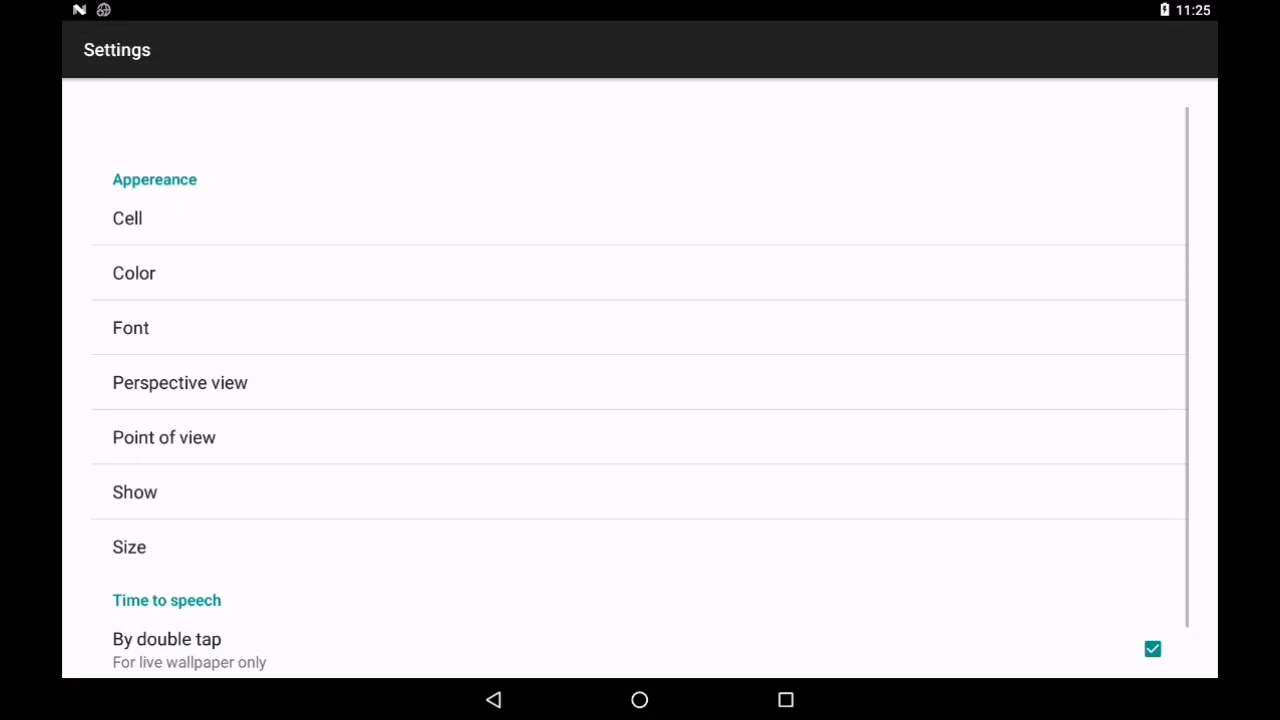 11:25
Settings
Appereance
Cell
Color
Font
Perspective view
Point of view
Show
Size
Time to speech
By double tap
For live wallpaper only